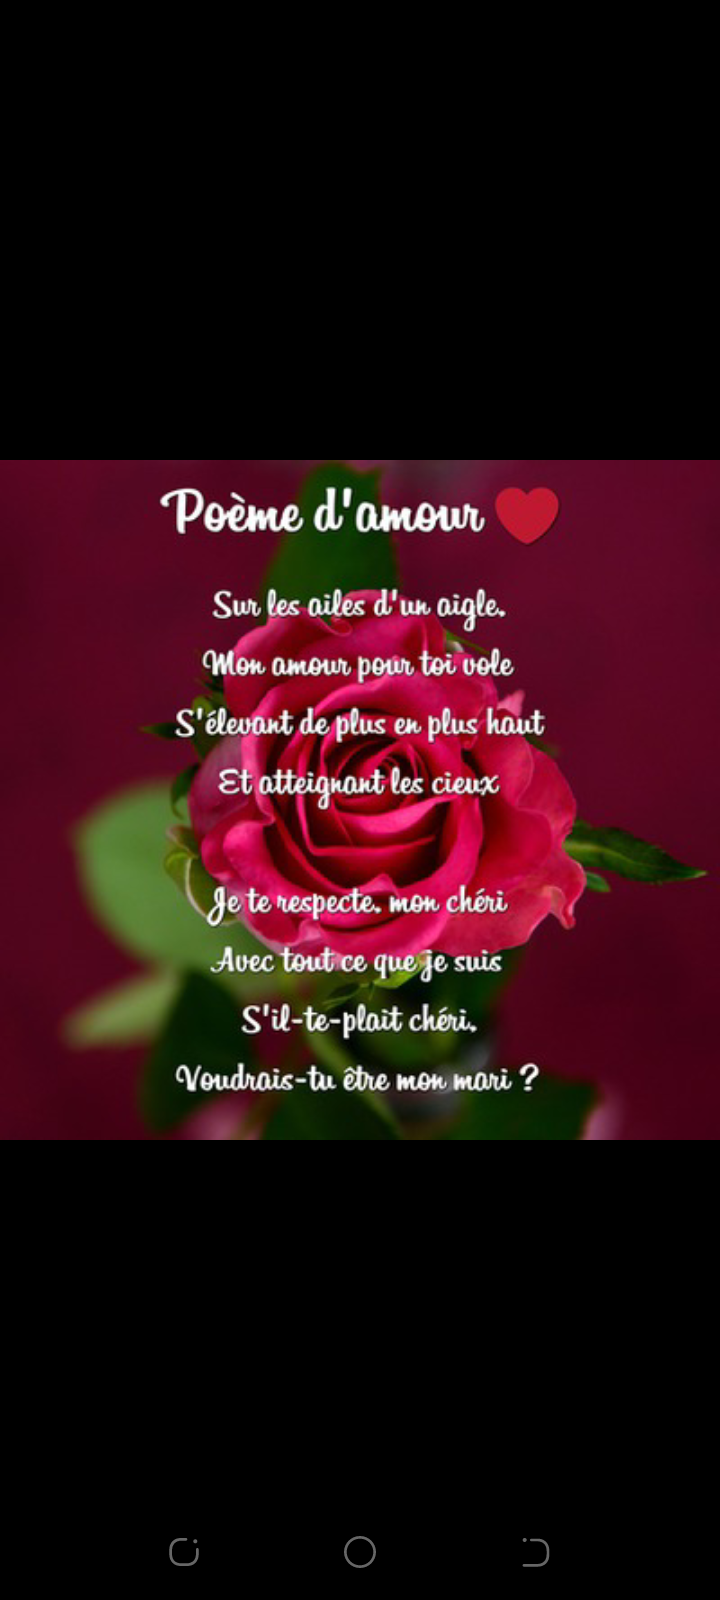 Poème d'amour ❤
Sur les ailes d'un aigle.
Mon amour pour toi vole
S'élevant de plus en plus haut
Et atteignant les cieux
Je te respecte. mon chéri
Avec tout ce que je suis
S'il-te-plait chéri.
Voudrais-tu être mon mari ?